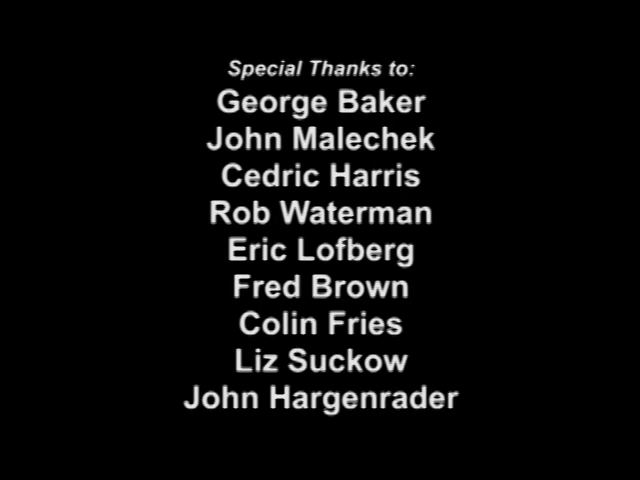 Special Thanks to:
George Baker
John Malechek
Cedric Harris
Rob Waterman
Eric Lofberg
Fred Brown
Colin Fries
Liz Suckow
John Hargenrader